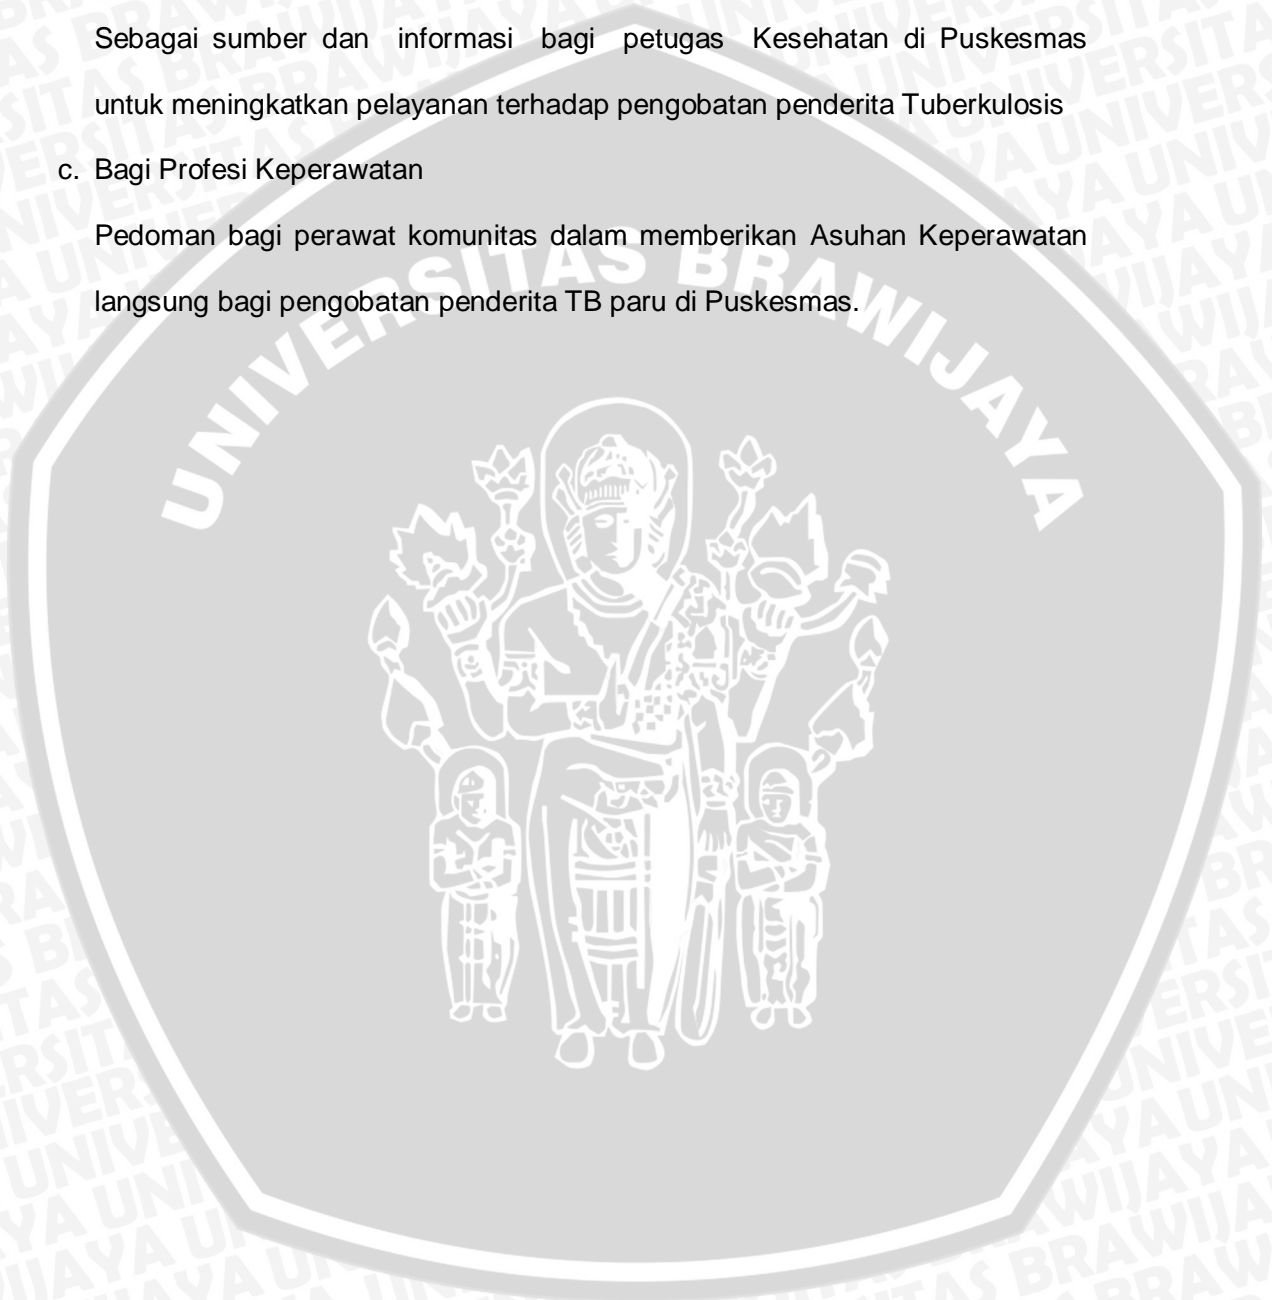 Sebagai sumber dan informasi bagi petugas Kesehatan di Puskesmas
untuk meningkatkan pelayanan terhadap pengobatan penderita Tuberkulosis
c. Bagi Profesi Keperawatan
Pedoman bagi perawat komunitas dalam memberikan Asuhan Keperawatan
langsung bagi pengobatan penderita TB paru di Puskesmas.
UNIVERSITAS BRAWIJAYA